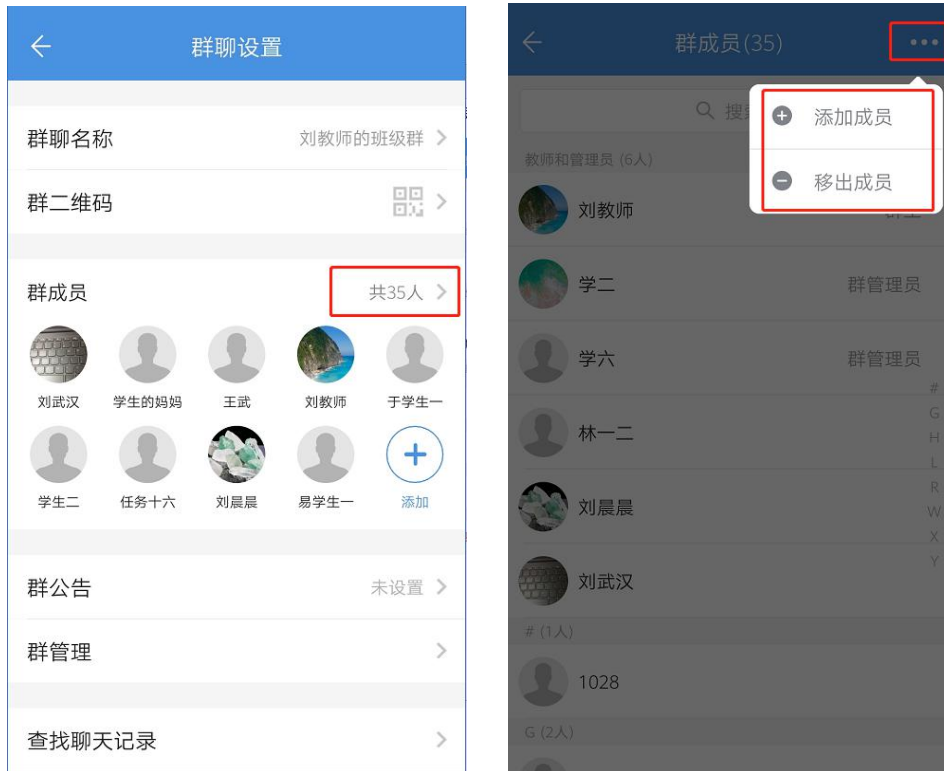 群聊设置
群聊名称 刘教师的班级群
群二维码
群成员 共35人
刘武汉 学生的妈妈 王武 刘教师 于学生一
学生二 任务十六 刘晨晨 易学生一 添加
群公告 未设置
群管理
查找聊天记录
群成员(35)
添加成员
移出成员
教师和管理员 (6人)
刘教师
学二 群管理员
学六 群管理员
林一二
刘晨晨
刘武汉
# (1人)
1028
G (2人)
#
G
H
L
R
W
X
Y